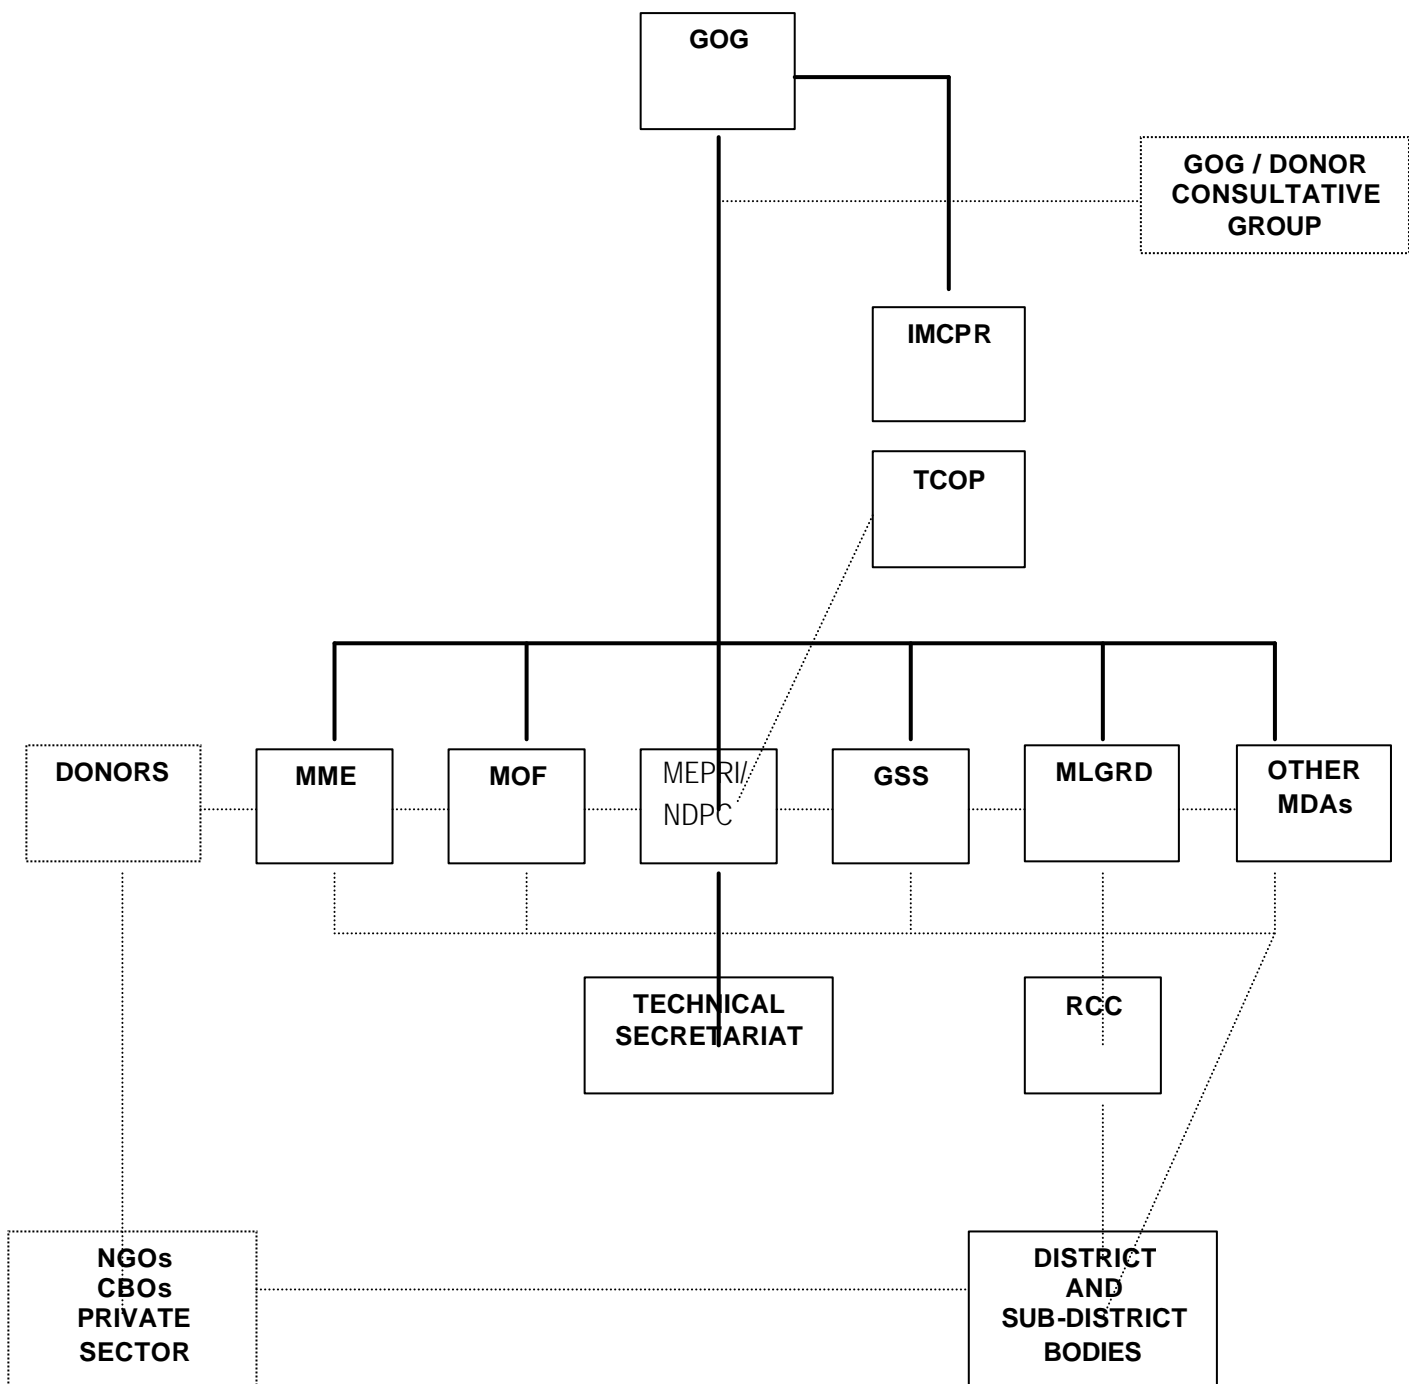 GOG
GOG / DONOR
CONSULTATIVE
GROUP
IMCPR
TCOP
DONORS
MME
MOF
MEPRI/
NDPC
GSS
MLGRD
OTHER
MDAs
TECHNICAL
SECRETARIAT
RCC
NGOs
CBOs
PRIVATE
SECTOR
DISTRICT
AND
SUB-DISTRICT
BODIES